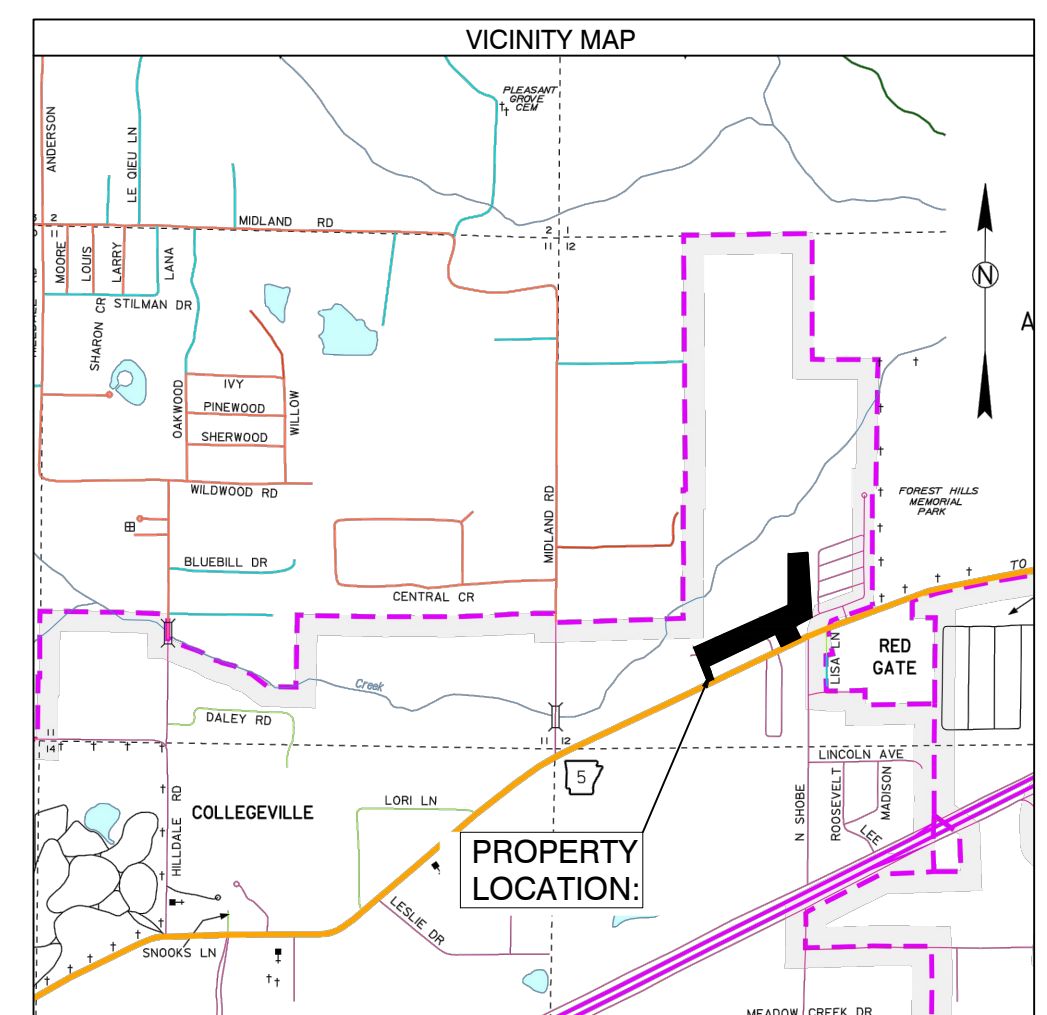 VICINITY MAP
PLEASANT
GROVE
CEM
ANDERSON
LE QIEU LN
3 2
2 1
11
11 12
MIDLAND RD
MOORE
LOUIS
LARRY
LANA
N
A
SHARON CR
STILMAN DR
IVY
PINEWOOD
SHERWOOD
OAKWOOD
WILLOW
WILDWOOD RD
MIDLAND RD
FOREST HILLS
MEMORIAL
PARK
BLUEBILL DR
CENTRAL CR
TO
LISA LN
RED
GATE
Creek
DALEY RD
11
14
11 12
5
LINCOLN AVE
N SHOBE
ROOSEVELT
MADISON
LEE
LORI LN
COLLEGEVILLE
HILLDALE RD
PROPERTY
LOCATION:
LESLIE DR
SNOOKS LN
MEADOW CREEK DR